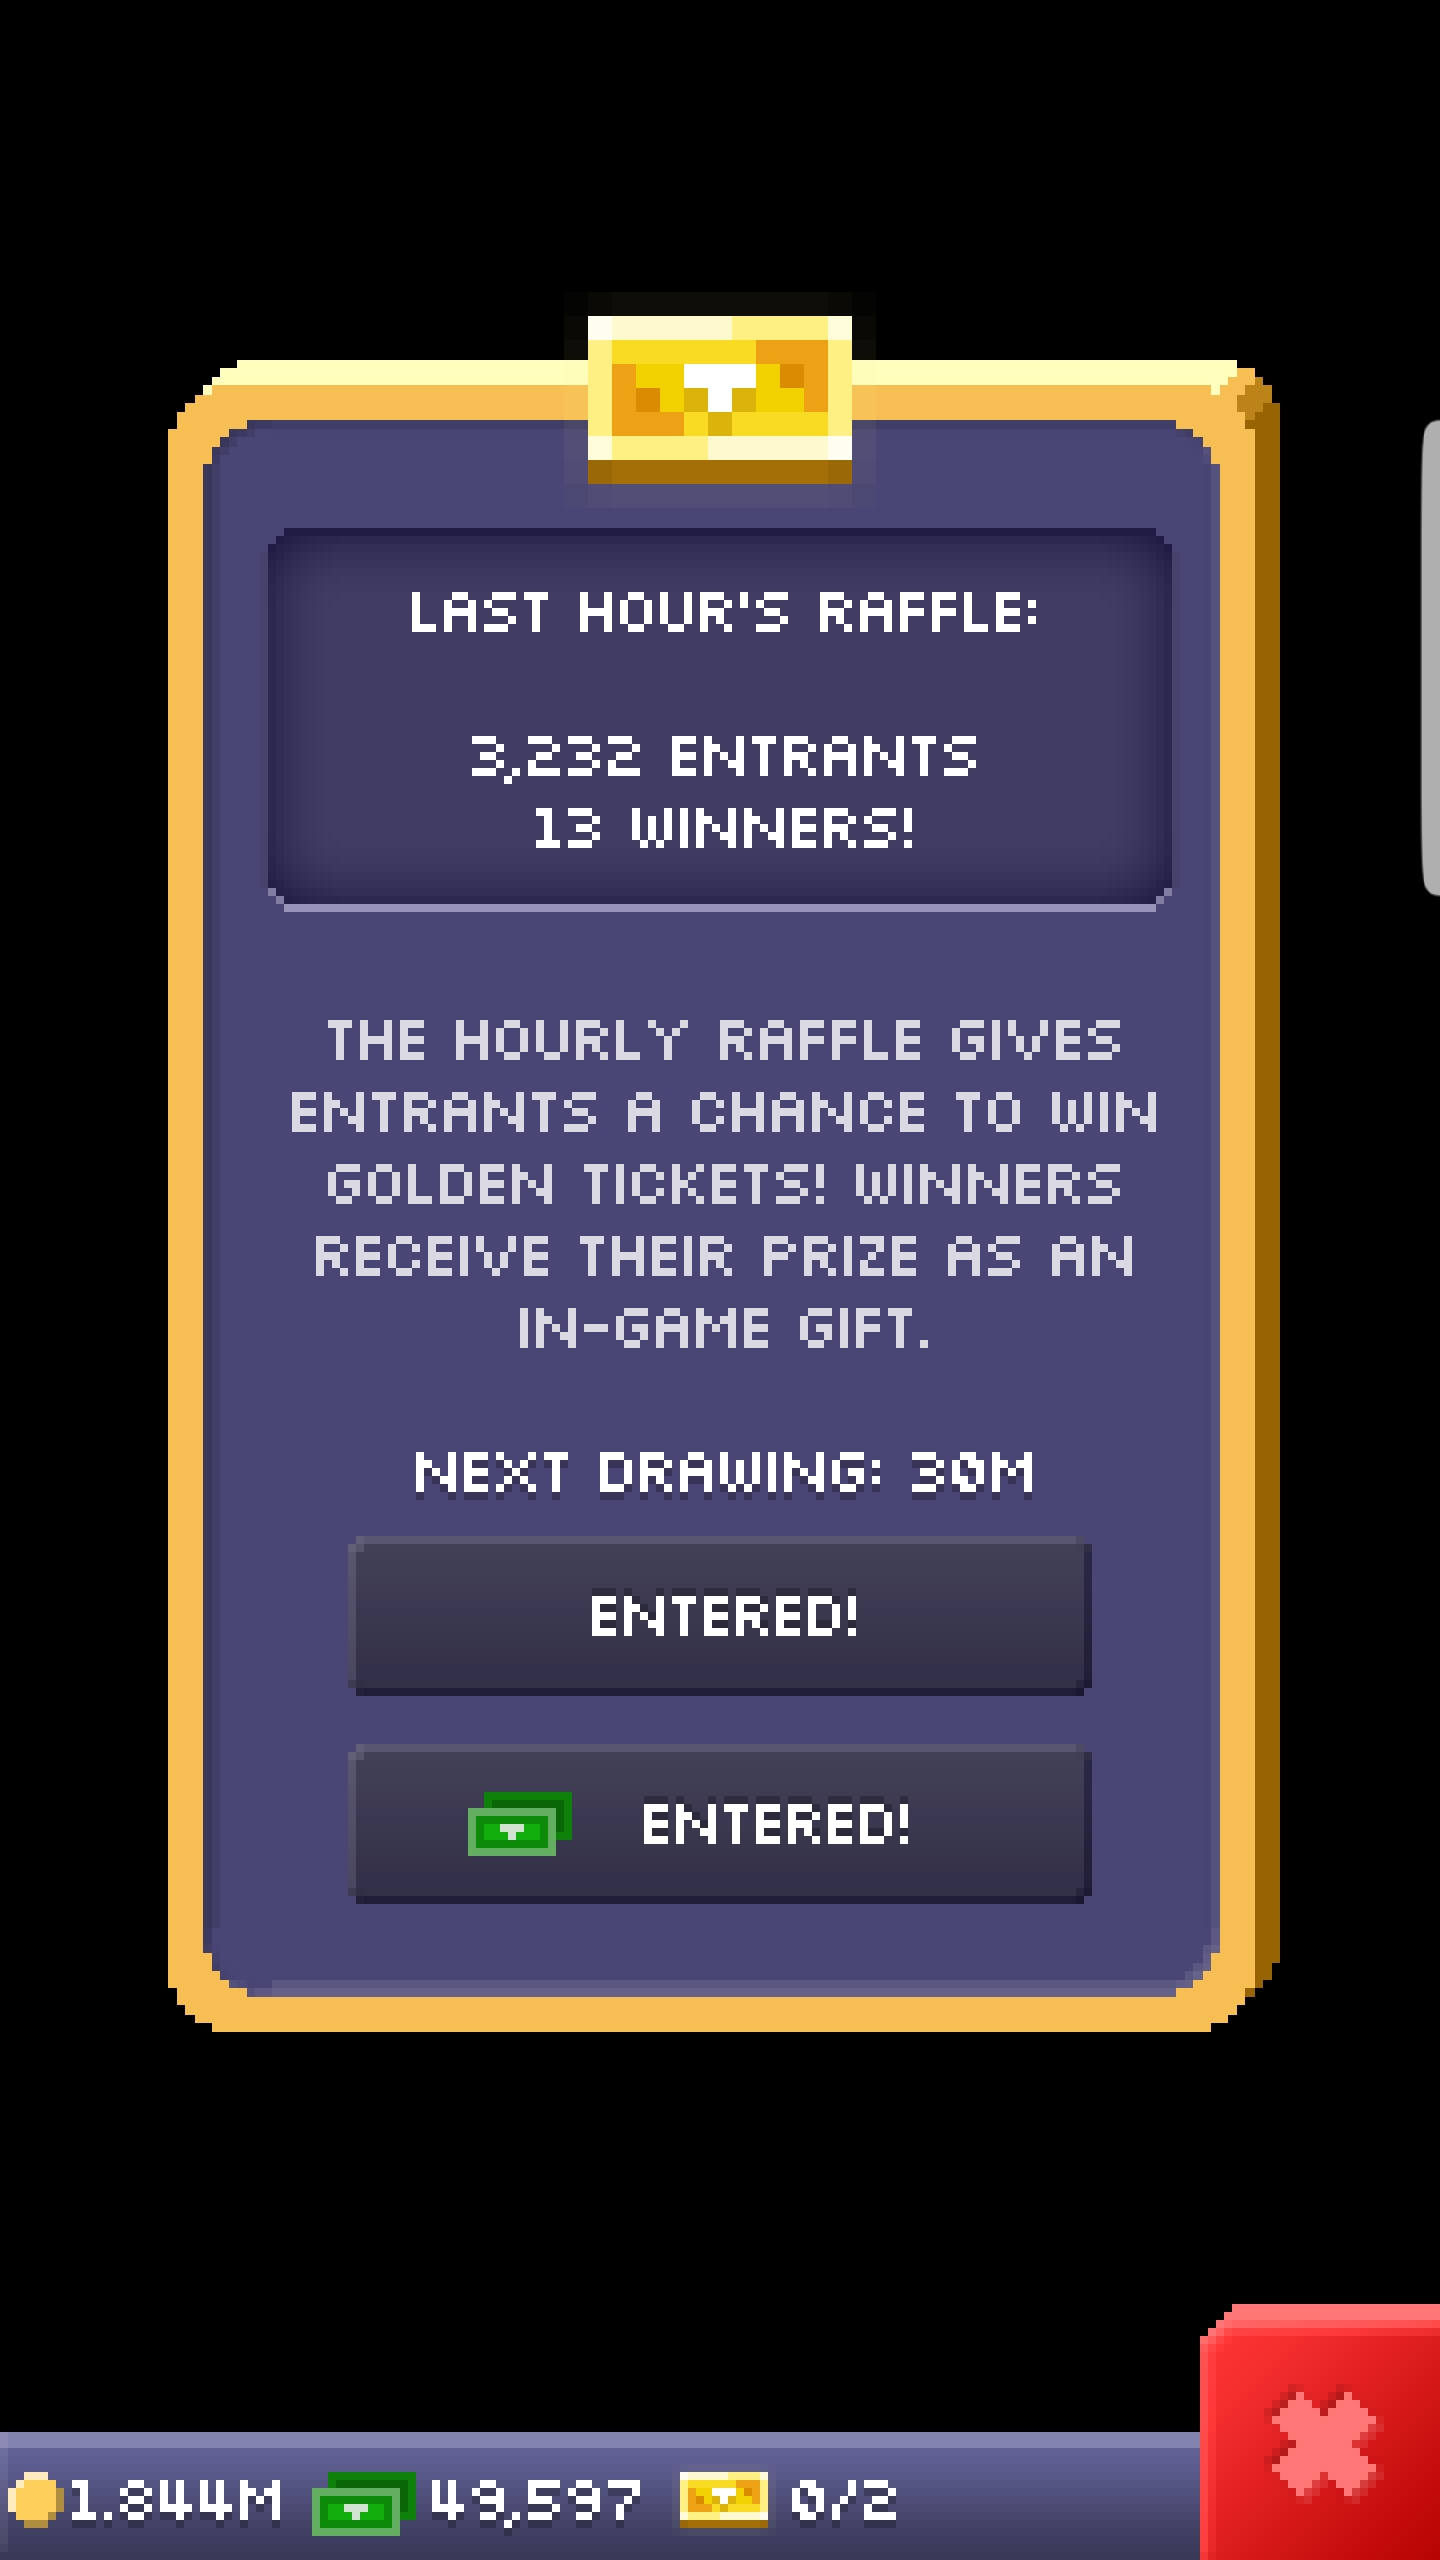 LAST HOUR'S RAFFLE:
3,232 ENTRANTS
13 WINNERS!
THE HOURLY RAFFLE GIVES
ENTRANTS A CHANCE TO WIN
GOLDEN TICKETS! WINNERS
RECEIVE THEIR PRIZE AS AN
IN-GAME GIFT.
NEXT DRAWING: 30M
ENTERED!
ENTERED!
1.844M 49,597 0/2